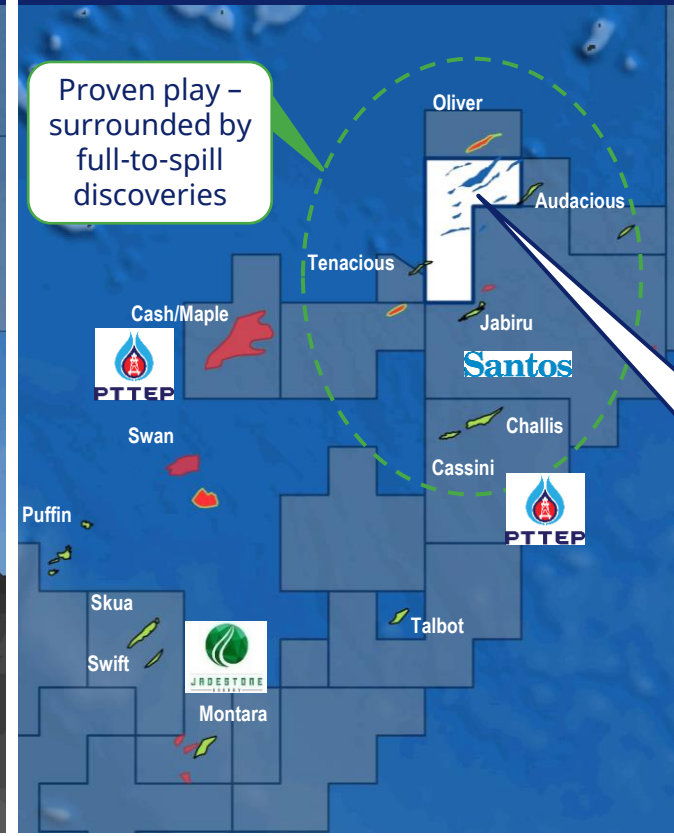 Proven play –
surrounded by
full-to-spill
discoveries
Oliver
Audacious
Tenacious
Cash/Maple
Jabiru
PTTEP
Santos
Challis
Swan
Cassini
PTTEP
Puffin
Skua
Talbot
Swift
JADESTONE
ENERGY
Montara